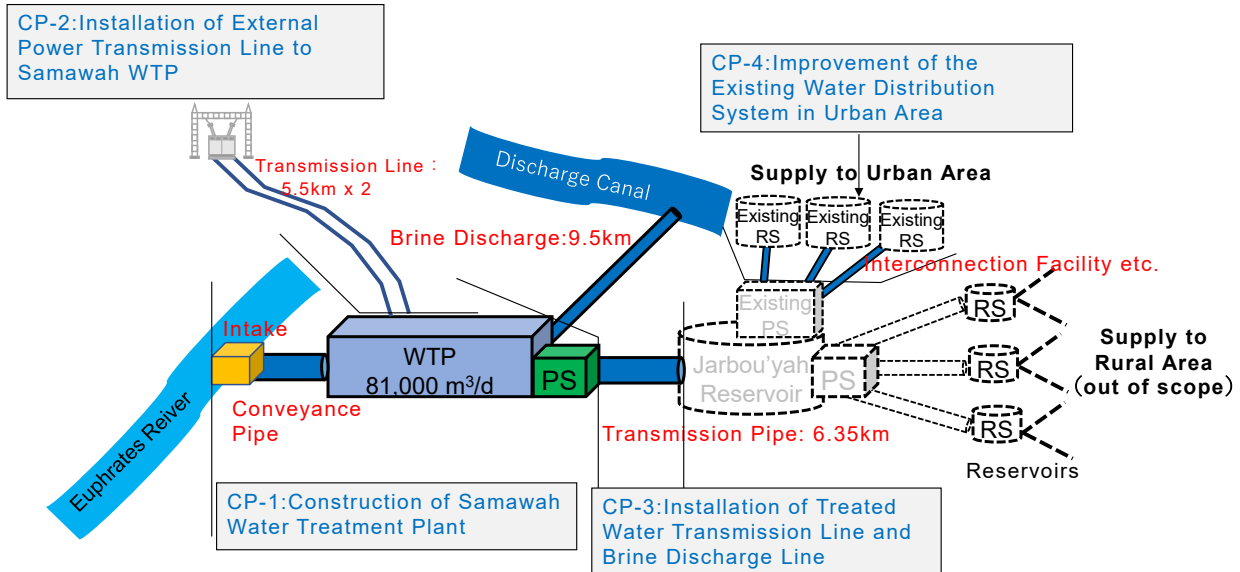 CP-2:Installation of External
Power Transmission Line to
Samawah WTP
CP-4:Improvement of the
Existing Water Distribution
System in Urban Area
Transmission Line：
5.5km x 2
Discharge Canal
Supply to Urban Area
Existing
RS
Existing
RS
Existing
RS
Brine Discharge:9.5km
Interconnection Facility etc.
Existing
PS
Intake
WTP
81,000 m³/d
PS
Jarbou'yah
Reservoir
PS
RS
RS
RS
Supply to
Rural Area
（out of scope）
Conveyance
Pipe
Transmission Pipe: 6.35km
Reservoirs
Euphrates Reiver
CP-1:Construction of Samawah
Water Treatment Plant
CP-3:Installation of Treated
Water Transmission Line and
Brine Discharge Line